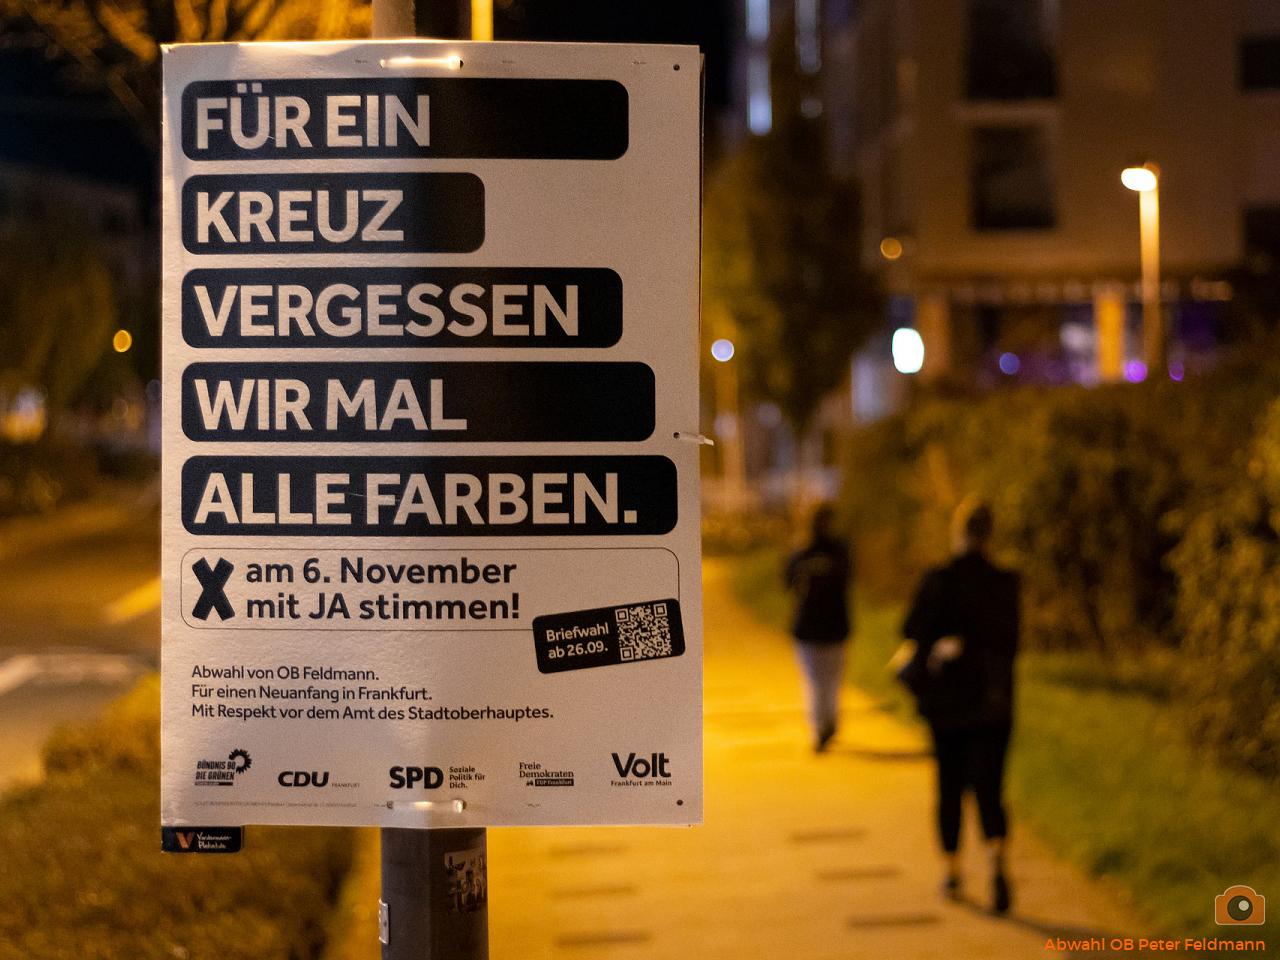 FÜR EIN
KREUZ
VERGESSEN
WIR MAL
ALLE FARBEN.
X am 6. November
mit JA stimmen!
Briefwahl
ab 26.09.
Abwahl von OB Feldmann.
Für einen Neuanfang in Frankfurt.
Mit Respekt vor dem Amt des Stadtoberhauptes.
BÜNDNIS 90
DIE GRÜNEN
CDU FRANKFURT
SPD Soziale
Politik für
Dich.
Freie
Demokraten
FDP Frankfurt
Volt
Frankfurt am Main
Abwahl OB Peter Feldmann